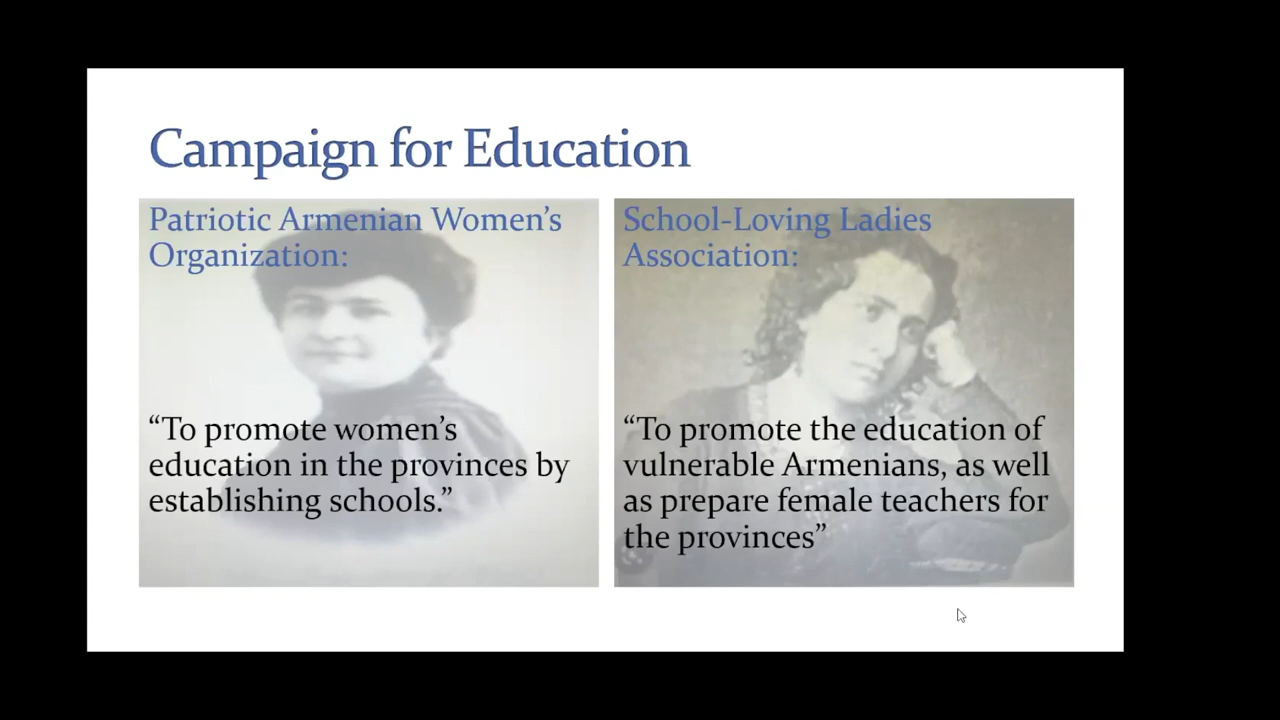 Campaign for Education
Patriotic Armenian Women’s
Organization:
“To promote women’s
education in the provinces by
establishing schools.”
School-Loving Ladies
Association:
“To promote the education of
vulnerable Armenians, as well
as prepare female teachers for
the provinces”